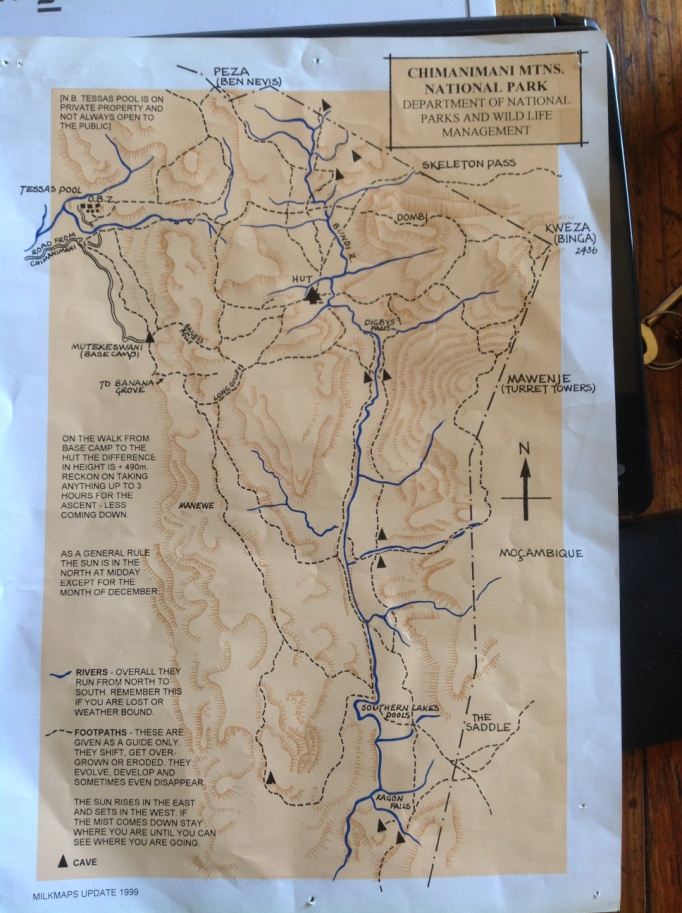 PEZA
(BEN NEVIS)
CHIMANIMANI MTNS.
NATIONAL PARK
DEPARTMENT OF NATIONAL
PARKS AND WILD LIFE
MANAGEMENT
[N.B. TESSAS POOL IS ON
PRIVATE PROPERTY AND
NOT ALWAYS OPEN TO
THE PUBLIC]
SKELETON PASS
TESSAS POOL
O.B.Z.
DOMBI
BUNDI R.
KWEZA
(BINGA)
2436
ROAD FROM
CHIMANIMANI
HUT
DIGBYS
FALLS
MUTEKESWANI
(BASE CAMP)
BAILEYS
TO BANANA
GROVE
LONG GULLY
MAWENJE
(TURRET TOWERS)
ON THE WALK FROM
BASE CAMP TO THE
HUT THE DIFFERENCE
IN HEIGHT IS ÷ 490m.
RECKON ON TAKING
ANYTHING UP TO 3
HOURS FOR THE
ASCENT - LESS
COMING DOWN.
N
MANEWE
MOÇAMBIQUE
AS A GENERAL RULE
THE SUN IS IN THE
NORTH AT MIDDAY
EXCEPT FOR THE
MONTH OF DECEMBER
RIVERS - OVERALL THEY
RUN FROM NORTH TO
SOUTH. REMEMBER THIS
IF YOU ARE LOST OR
WEATHER BOUND.
SOUTHERN LAKES
POOLS
THE
SADDLE
FOOTPATHS - THESE ARE
GIVEN AS A GUIDE ONLY.
THEY SHIFT, GET OVER-
GROWN OR ERODED. THEY
EVOLVE, DEVELOP AND
SOMETIMES EVEN DISAPPEAR.
RAGON
FALLS
THE SUN RISES IN THE EAST
AND SETS IN THE WEST. IF
THE MIST COMES DOWN STAY
WHERE YOU ARE UNTIL YOU CAN
SEE WHERE YOU ARE GOING.
CAVE
MILKMAPS UPDATE 1999